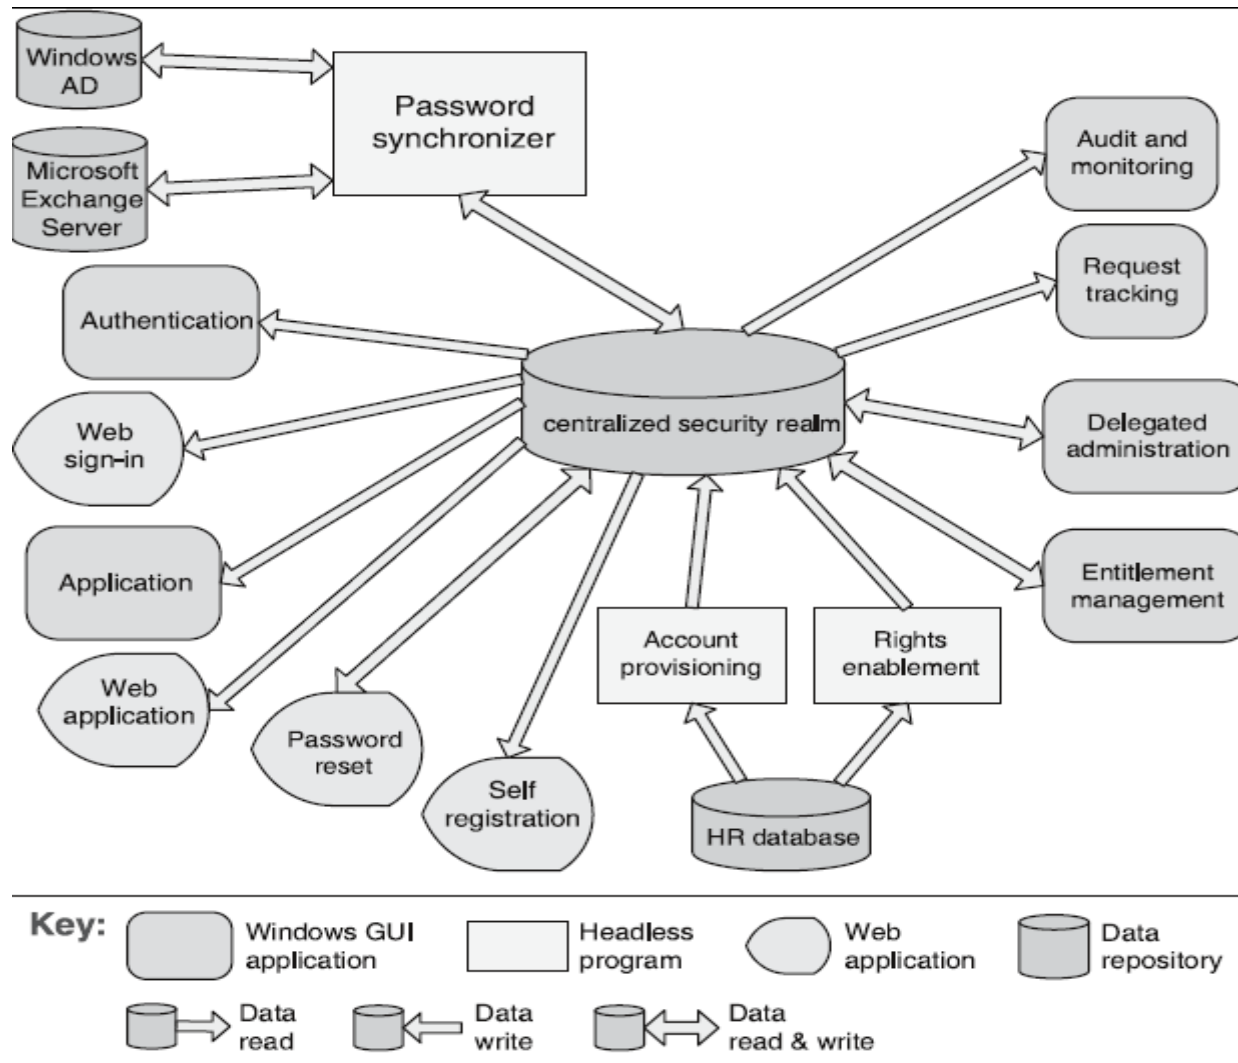 Windows
AD
Password
synchronizer
Microsoft
Exchange
Server
Audit and
monitoring
Request
tracking
Authentication
centralized security realm
Delegated
administration
Web
sign-in
Application
Entitlement
management
Account
provisioning
Rights
enablement
Web
application
Password
reset
Self
registration
HR database
Key:
Windows GUI
application
Headless
program
Web
application
Data
repository
Data
read
Data
write
Data
read & write